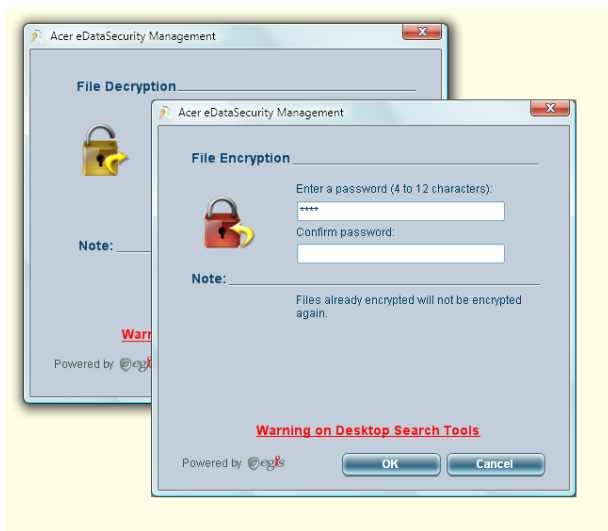 Acer eDataSecurity Management
File Decryption
Note:
Powered by egis
Acer eDataSecurity Management
File Encryption
Enter a password (4 to 12 characters):
****
Confirm password:
Note:
Files already encrypted will not be encrypted
again.
Warning on Desktop Search Tools
Powered by egis
OK
Cancel